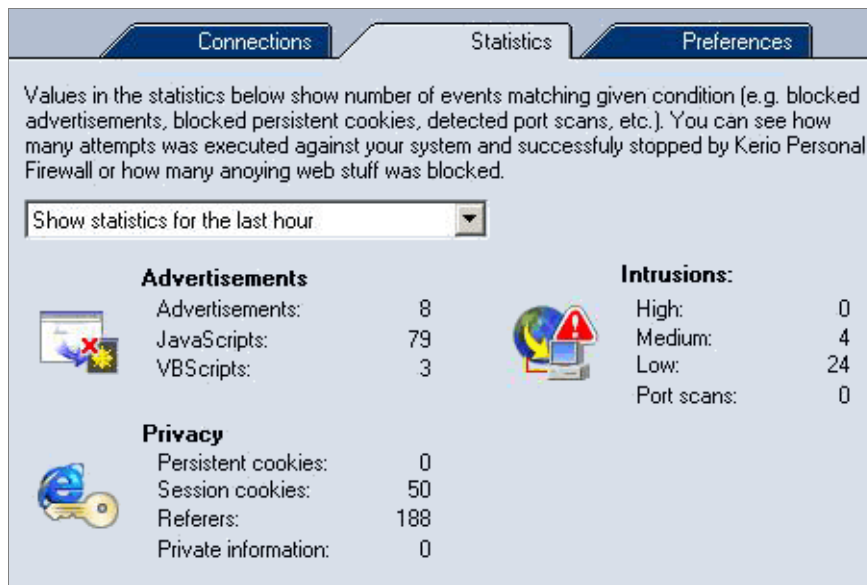 Connections Statistics Preferences
Values in the statistics below show number of events matching given condition (e.g. blocked
advertisements, blocked persistent cookies, detected port scans, etc.). You can see how
many attempts was executed against your system and successfuly stopped by Kerio Personal
Firewall or how many anoying web stuff was blocked.
Show statistics for the last hour
Advertisements
Advertisements: 8
JavaScripts: 79
VBScripts: 3
Intrusions:
High: 0
Medium: 4
Low: 24
Port scans: 0
Privacy
Persistent cookies: 0
Session cookies: 50
Referers: 188
Private information: 0